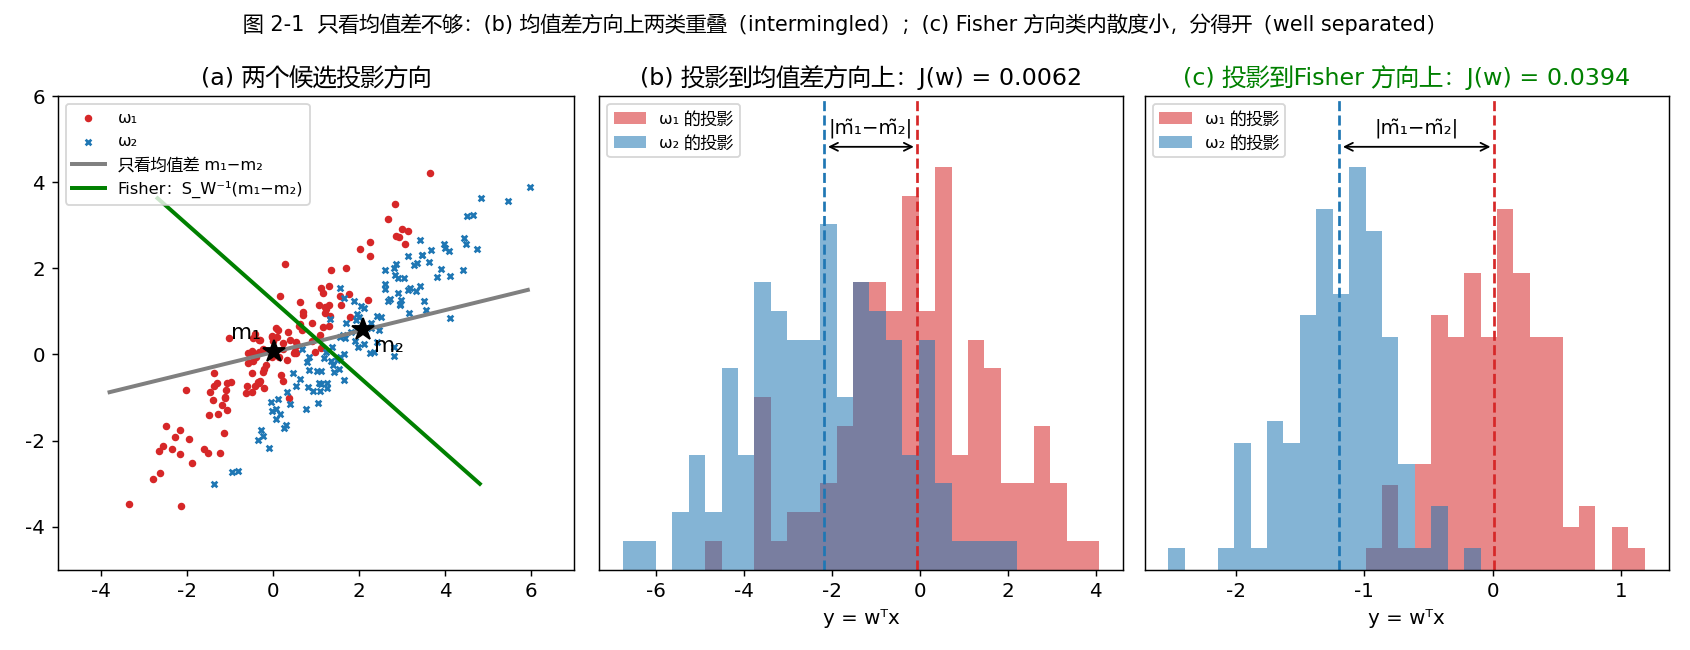 图 2-1 只看均值差不够：(b) 均值差方向上两类重叠（intermingled）；(c) Fisher 方向类内散度小，分得开（well separated）
(a) 两个候选投影方向
ω₁
ω₂
只看均值差 m₁−m₂
Fisher：S_W⁻¹(m₁−m₂)
m₁
m₂
6
4
2
0
-2
-4
-4
-2
0
2
4
6
(b) 投影到均值差方向上：J(w) = 0.0062
ω₁ 的投影
ω₂ 的投影
|m̃₁−m̃₂|
-6
-4
-2
0
2
4
y = wᵀx
(c) 投影到Fisher 方向上：J(w) = 0.0394
ω₁ 的投影
ω₂ 的投影
|m̃₁−m̃₂|
-2
-1
0
1
y = wᵀx